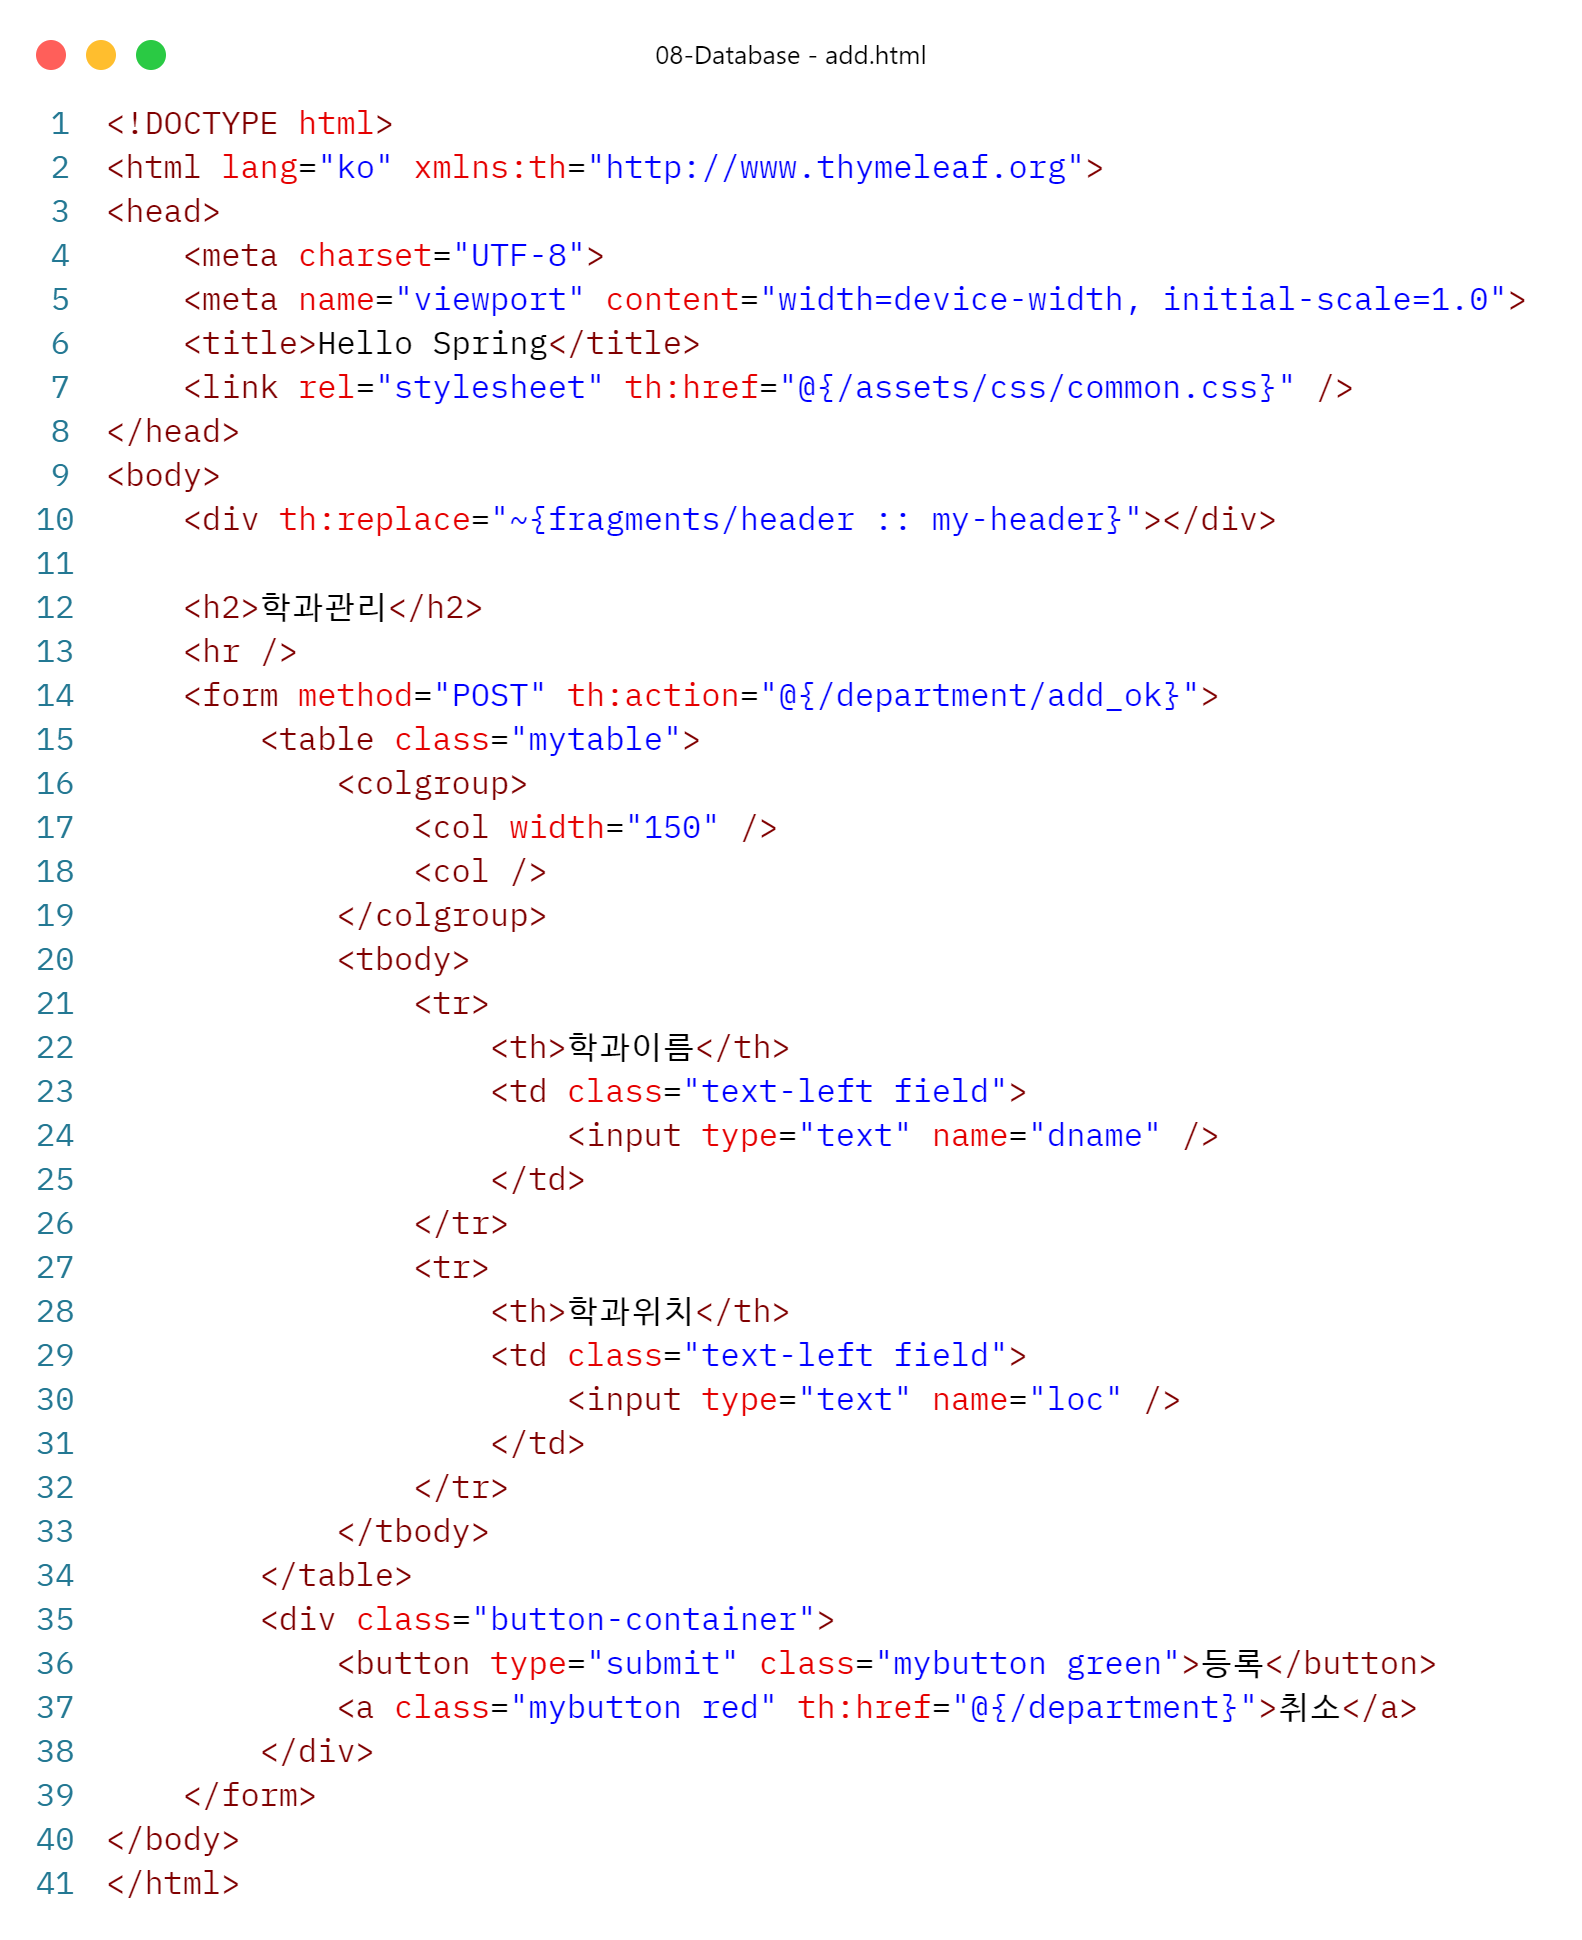 08-Database - add.html
1 <!DOCTYPE html>
2 <html lang="ko" xmlns:th="http://www.thymeleaf.org">
3 <head>
4     <meta charset="UTF-8">
5     <meta name="viewport" content="width=device-width, initial-scale=1.0">
6     <title>Hello Spring</title>
7     <link rel="stylesheet" th:href="@{/assets/css/common.css}" />
8 </head>
9 <body>
10     <div th:replace="~{fragments/header :: my-header}"></div>
11
12     <h2>학과관리</h2>
13     <hr />
14     <form method="POST" th:action="@{/department/add_ok}">
15         <table class="mytable">
16             <colgroup>
17                 <col width="150" />
18                 <col />
19             </colgroup>
20             <tbody>
21                 <tr>
22                     <th>학과이름</th>
23                     <td class="text-left field">
24                         <input type="text" name="dname" />
25                     </td>
26                 </tr>
27                 <tr>
28                     <th>학과위치</th>
29                     <td class="text-left field">
30                         <input type="text" name="loc" />
31                     </td>
32                 </tr>
33             </tbody>
34         </table>
35         <div class="button-container">
36             <button type="submit" class="mybutton green">등록</button>
37             <a class="mybutton red" th:href="@{/department}">취소</a>
38         </div>
39     </form>
40 </body>
41 </html>